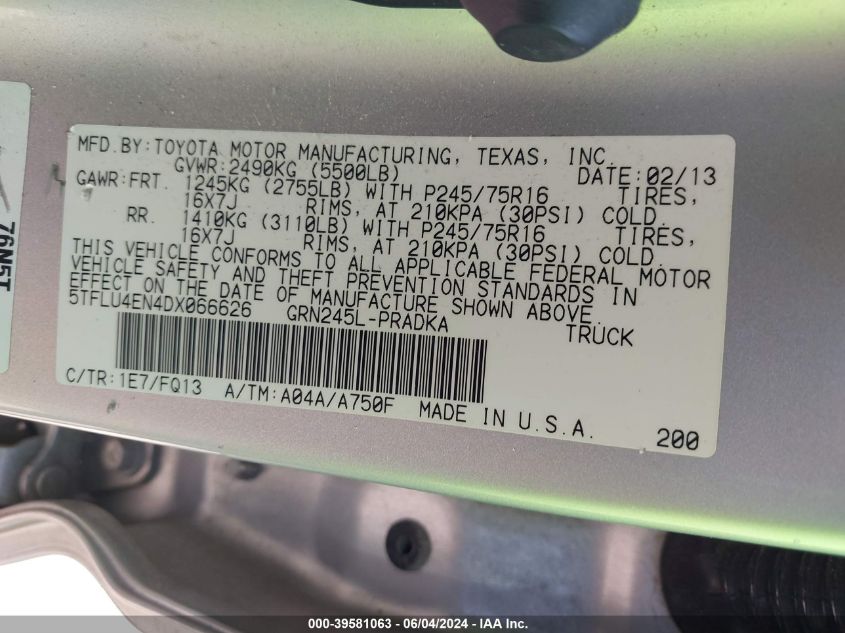 MFD.BY:TOYOTA MOTOR MANUFACTURING, TEXAS, INC.
GVWR:2490KG (5500LB) DATE:02/13
GAWR:FRT. 1245KG (2755LB) WITH P245/75R16 TIRES,
16X7J RIMS, AT 210KPA (30PSI) COLD.
RR. 1410KG (3110LB) WITH P245/75R16 TIRES,
16X7J RIMS, AT 210KPA (30PSI) COLD.
THIS VEHICLE CONFORMS TO ALL APPLICABLE FEDERAL MOTOR
VEHICLE SAFETY AND THEFT PREVENTION STANDARDS IN
EFFECT ON THE DATE OF MANUFACTURE SHOWN ABOVE.
5TFLU4EN4DX066626 GRN245L-PRADKA TRUCK
C/TR:1E7/FQ13 A/TM:A04A/A750F MADE IN U.S.A. 200
76N5T
000-39581063 - 06/04/2024 - IAA Inc.